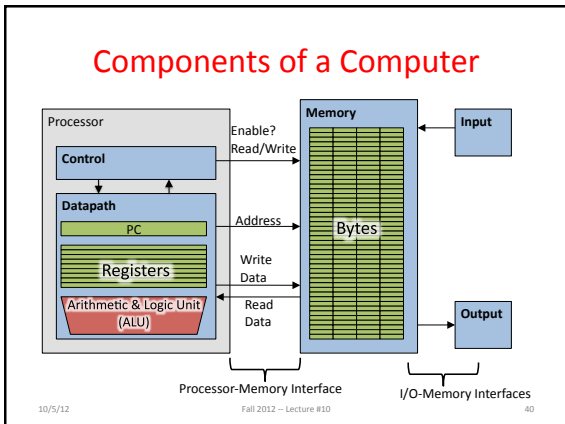 Components of a Computer
Processor
Control
Datapath
PC
Registers
Arithmetic & Logic Unit
(ALU)
Enable?
Read/Write
Address
Write
Data
Read
Data
Memory
Bytes
Input
Output
Processor-Memory Interface
I/O-Memory Interfaces
10/5/12
Fall 2012 -- Lecture #10
40